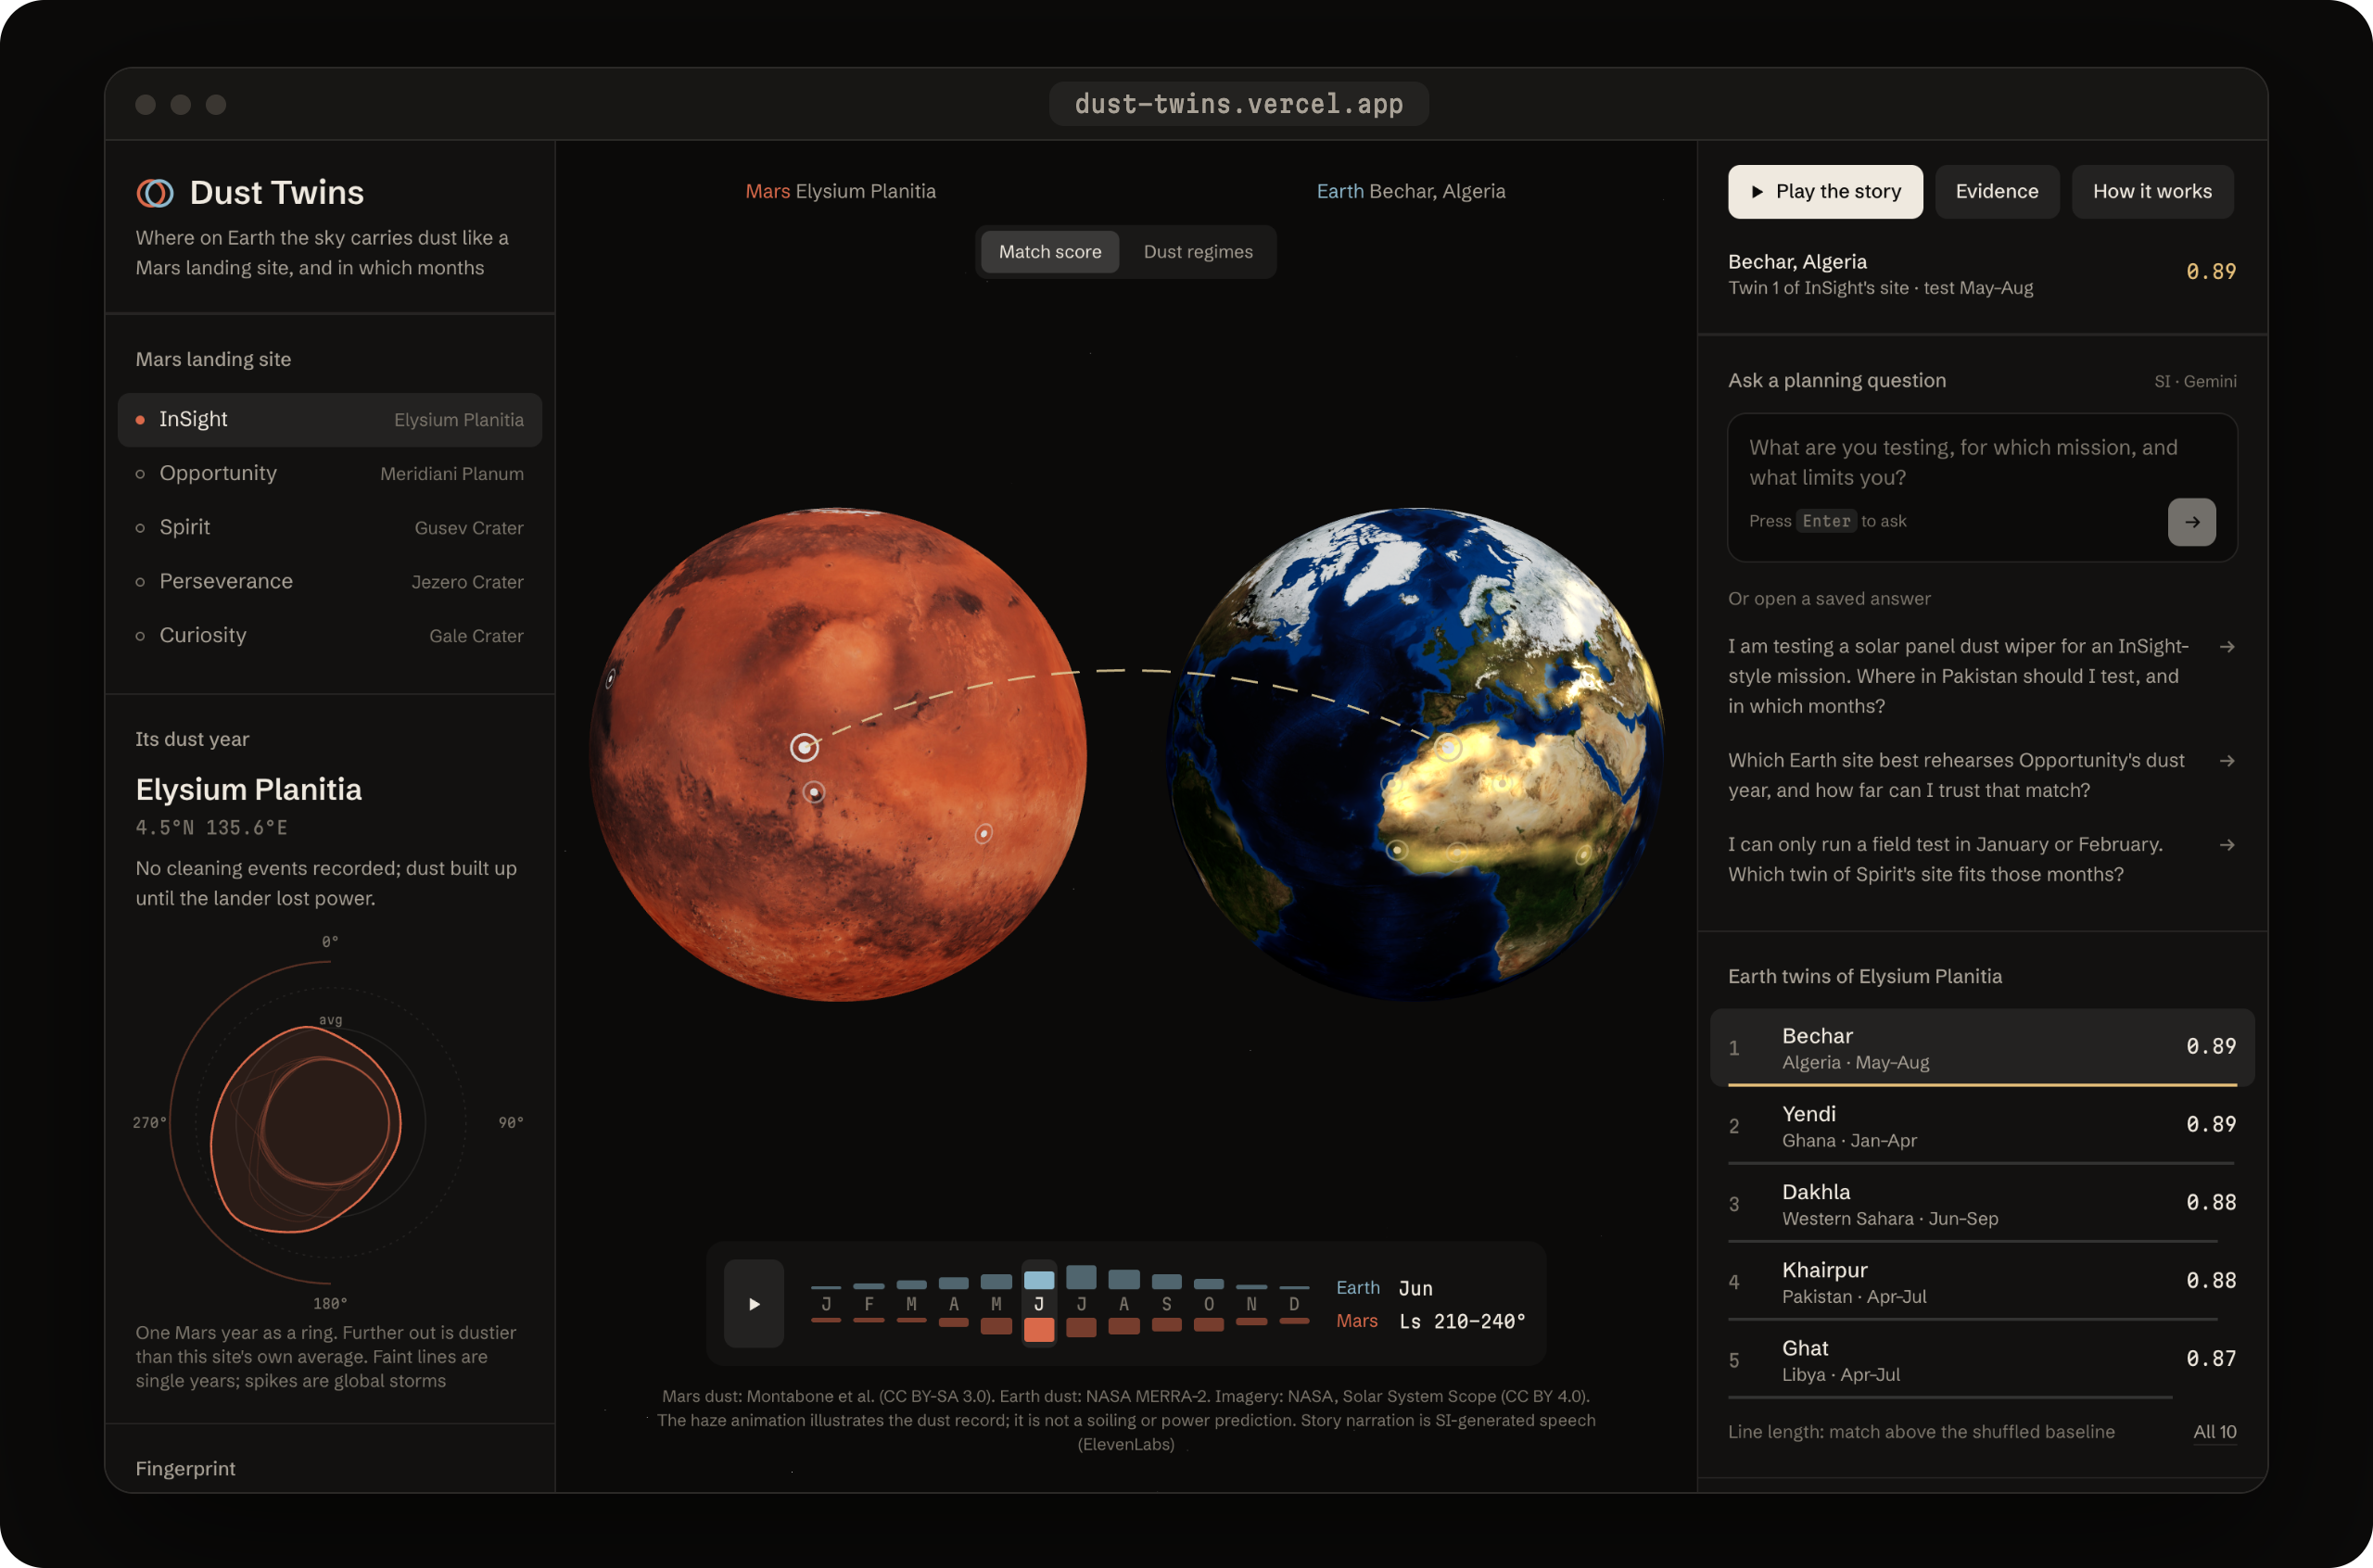 dust-twins.vercel.app
Dust Twins
Where on Earth the sky carries dust like a
Mars landing site, and in which months
Mars landing site
InSight Elysium Planitia
Opportunity Meridiani Planum
Spirit Gusev Crater
Perseverance Jezero Crater
Curiosity Gale Crater
Its dust year
Elysium Planitia
4.5°N 135.6°E
No cleaning events recorded; dust built up
until the lander lost power.
0°
avg
270° 90°
180°
One Mars year as a ring. Further out is dustier
than this site's own average. Faint lines are
single years; spikes are global storms
Fingerprint
Mars Elysium Planitia
Earth Bechar, Algeria
Match score Dust regimes
J F M A M J J A S O N D
Earth Jun
Mars Ls 210–240°
Mars dust: Montabone et al. (CC BY-SA 3.0). Earth dust: NASA MERRA-2. Imagery: NASA, Solar System Scope (CC BY 4.0).
The haze animation illustrates the dust record; it is not a soiling or power prediction. Story narration is SI-generated speech
(ElevenLabs)
Play the story Evidence How it works
Bechar, Algeria 0.89
Twin 1 of InSight's site · test May–Aug
Ask a planning question SI · Gemini
What are you testing, for which mission, and
what limits you?
Press Enter to ask
Or open a saved answer
I am testing a solar panel dust wiper for an InSight-
style mission. Where in Pakistan should I test, and
in which months?
Which Earth site best rehearses Opportunity's dust
year, and how far can I trust that match?
I can only run a field test in January or February.
Which twin of Spirit's site fits those months?
Earth twins of Elysium Planitia
1 Bechar 0.89
Algeria · May–Aug
2 Yendi 0.89
Ghana · Jan–Apr
3 Dakhla 0.88
Western Sahara · Jun–Sep
4 Khairpur 0.88
Pakistan · Apr–Jul
5 Ghat 0.87
Libya · Apr–Jul
Line length: match above the shuffled baseline All 10